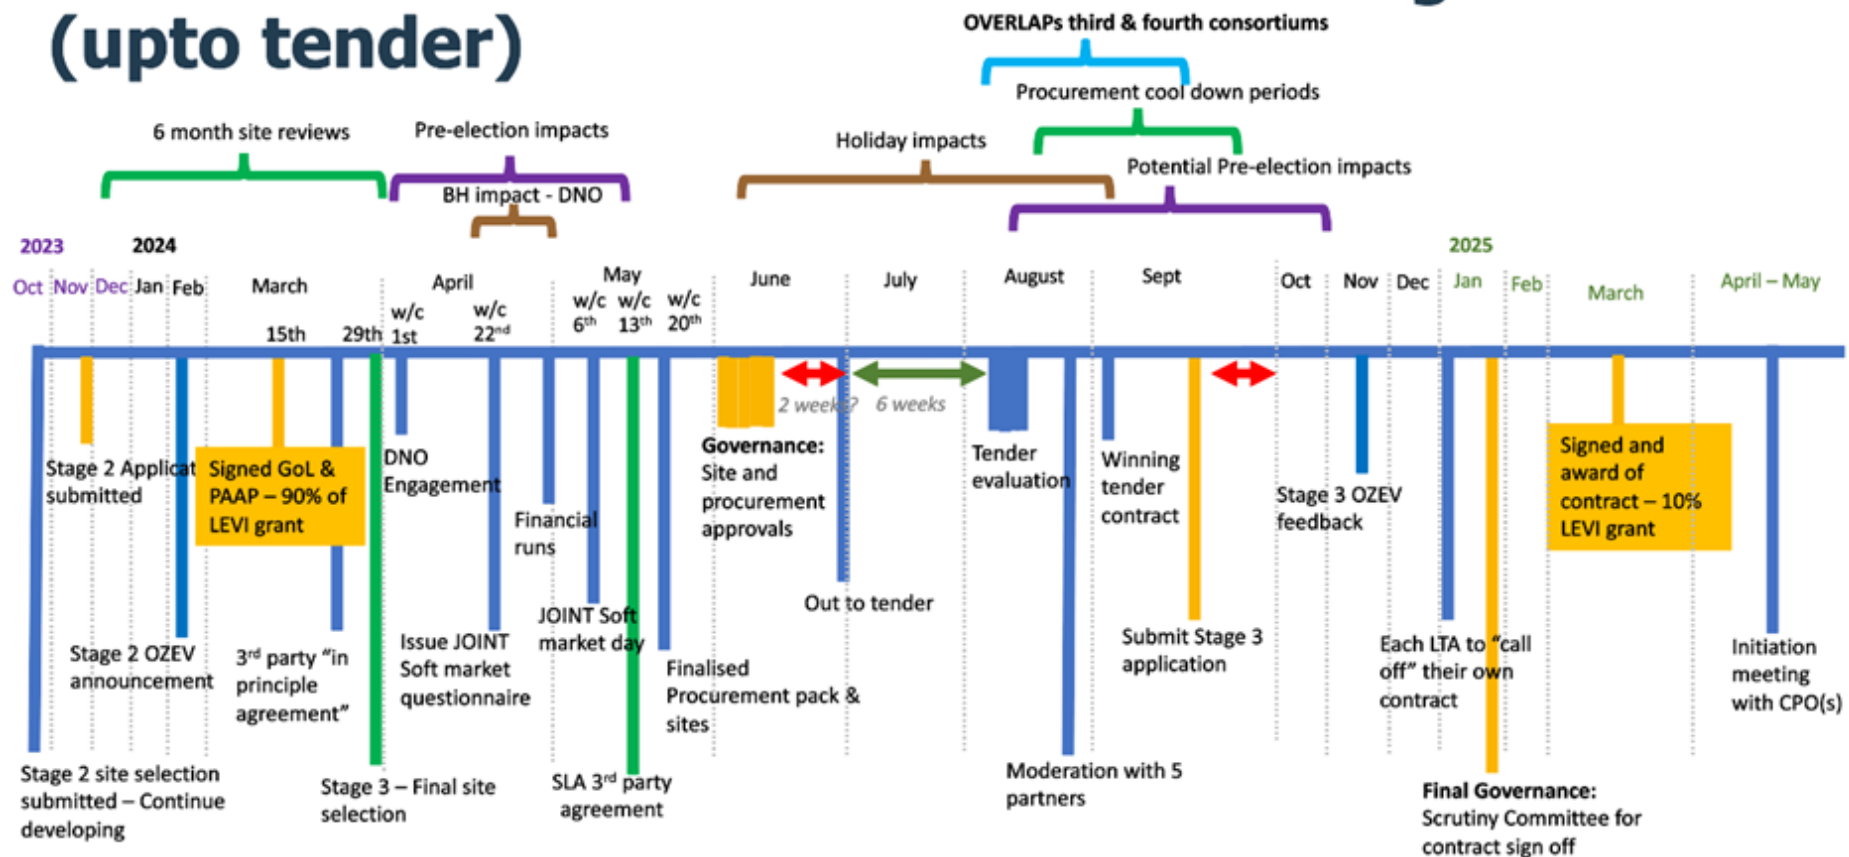 (upto tender)
OVERLAPs third & fourth consortiums
Procurement cool down periods
6 month site reviews
Pre-election impacts
Holiday impacts
Potential Pre-election impacts
BH impact - DNO
2023
2024
2025
Oct
Nov
Dec
Jan
Feb
March
April
May
June
July
August
Sept
Oct
Nov
Dec
Jan
Feb
March
April – May
15th
29th
w/c
1st
w/c
22nd
w/c
6th
w/c
13th
w/c
20th
2 weeks?
6 weeks
Stage 2 Applicat
submitted
Signed GoL &
PAAP – 90% of
LEVI grant
DNO
Engagement
Financial
runs
Governance:
Site and
procurement
approvals
Tender
evaluation
Winning
tender
contract
Stage 3 OZEV
feedback
Signed and
award of
contract – 10%
LEVI grant
Stage 2 OZEV
announcement
3rd party “in
principle
agreement”
Issue JOINT
Soft market
questionnaire
JOINT Soft
market day
Finalised
Procurement pack &
sites
Out to tender
Submit Stage 3
application
Each LTA to “call
off” their own
contract
Initiation
meeting
with CPO(s)
Stage 2 site selection
submitted – Continue
developing
Stage 3 – Final site
selection
SLA 3rd party
agreement
Moderation with 5
partners
Final Governance:
Scrutiny Committee for
contract sign off